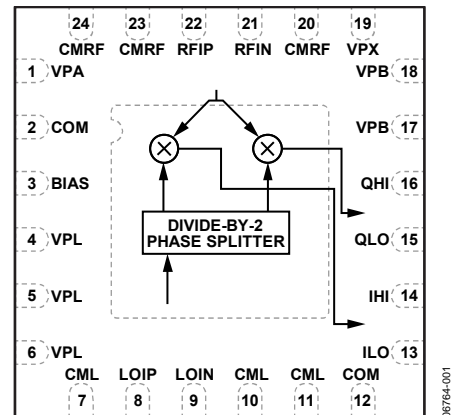 24 23 22 21 20 19
CMRF CMRF RFIP RFIN CMRF VPX
1 VPA VPB 18
2 COM VPB 17
3 BIAS QHI 16
DIVIDE-BY-2
PHASE SPLITTER
4 VPL QLO 15
5 VPL IHI 14
6 VPL ILO 13
CML LOIP LOIN CML CML COM
7 8 9 10 11 12
06764-001